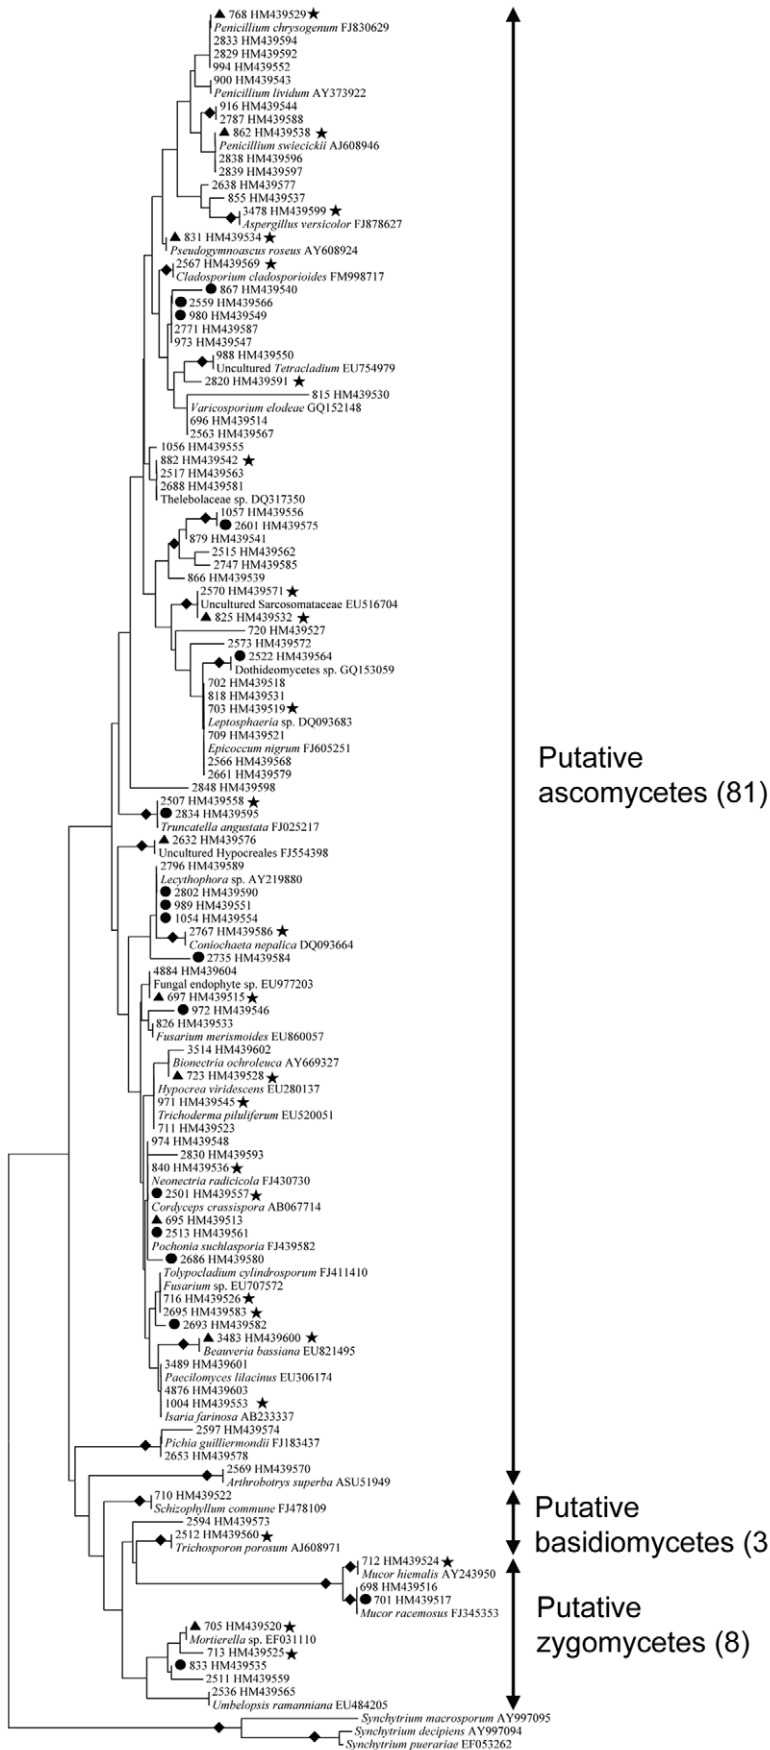 768 HM439529
Penicillium chrysogenum FJ830629
2833 HM439594
2829 HM439592
994 HM439552
900 HM439543
Penicillium lividum AY373922
916 HM439544
2787 HM439588
862 HM439538
Penicillium swiecickii AJ608946
2838 HM439596
2839 HM439597
2638 HM439577
855 HM439537
3478 HM439599
Aspergillus versicolor FJ878627
831 HM439534
Pseudogymnoascus roseus AY608924
2567 HM439569
Cladosporium cladosporioides FM998717
867 HM439540
2559 HM439566
980 HM439549
2771 HM439587
973 HM439547
988 HM439550
Uncultured Tetracladium EU754979
2820 HM439591
815 HM439530
Varicosporium elodeae GQ152148
696 HM439514
2563 HM439567
1056 HM439555
882 HM439542
2517 HM439563
2688 HM439581
Thelebolaceae sp. DQ317350
1057 HM439556
2601 HM439575
879 HM439541
2515 HM439562
2747 HM439585
866 HM439539
2570 HM439571
Uncultured Sarcosomataceae EU516704
825 HM439532
720 HM439527
2573 HM439572
2522 HM439564
Dothideomycetes sp. GQ153059
702 HM439518
818 HM439531
703 HM439519
Leptosphaeria sp. DQ093683
709 HM439521
Epicoccum nigrum FJ605251
2566 HM439568
2661 HM439579
2848 HM439598
2507 HM439558
2834 HM439595
Truncatella angustata FJ025217
2632 HM439576
Uncultured Hypocreales FJ554398
2796 HM439589
Lecythophora sp. AY219880
2802 HM439590
989 HM439551
1054 HM439554
2767 HM439586
Coniochaeta nepalica DQ093664
2735 HM439584
4884 HM439604
Fungal endophyte sp. EU977203
697 HM439515
972 HM439546
826 HM439533
Fusarium merismoides EU860057
3514 HM439602
Bionectria ochroleuca AY669327
723 HM439528
Hypocrea viridescens EU280137
971 HM439545
Trichoderma piluliferum EU520051
711 HM439523
974 HM439548
2830 HM439593
840 HM439536
Neonectria radicicola FJ430730
2501 HM439557
Cordyceps crassispora AB067714
695 HM439513
2513 HM439561
Pochonia suchlasporia FJ439582
2686 HM439580
Tolypocladium cylindrosporum FJ411410
Fusarium sp. EU707572
716 HM439526
2695 HM439583
2693 HM439582
3483 HM439600
Beauveria bassiana EU821495
3489 HM439601
Paecilomyces lilacinus EU306174
4876 HM439603
1004 HM439553
Isaria farinosa AB233337
2597 HM439574
Pichia guilliermondii FJ183437
2653 HM439578
2569 HM439570
Arthrobotrys superba ASU51949
710 HM439522
Schizophyllum commune FJ478109
2594 HM439573
2512 HM439560
Trichosporon porosum AJ608971
712 HM439524
Mucor hiemalis AY243950
698 HM439516
701 HM439517
Mucor racemosus FJ345353
705 HM439520
Mortierella sp. EF031110
713 HM439525
833 HM439535
2511 HM439559
2536 HM439565
Umbelopsis ramanniana EU484205
Synchytrium macrosporum AY997095
Synchytrium decipiens AY997094
Synchytrium puerariae EF053262
Putative
ascomycetes (81)
Putative
basidiomycetes (3
Putative
zygomycetes (8)